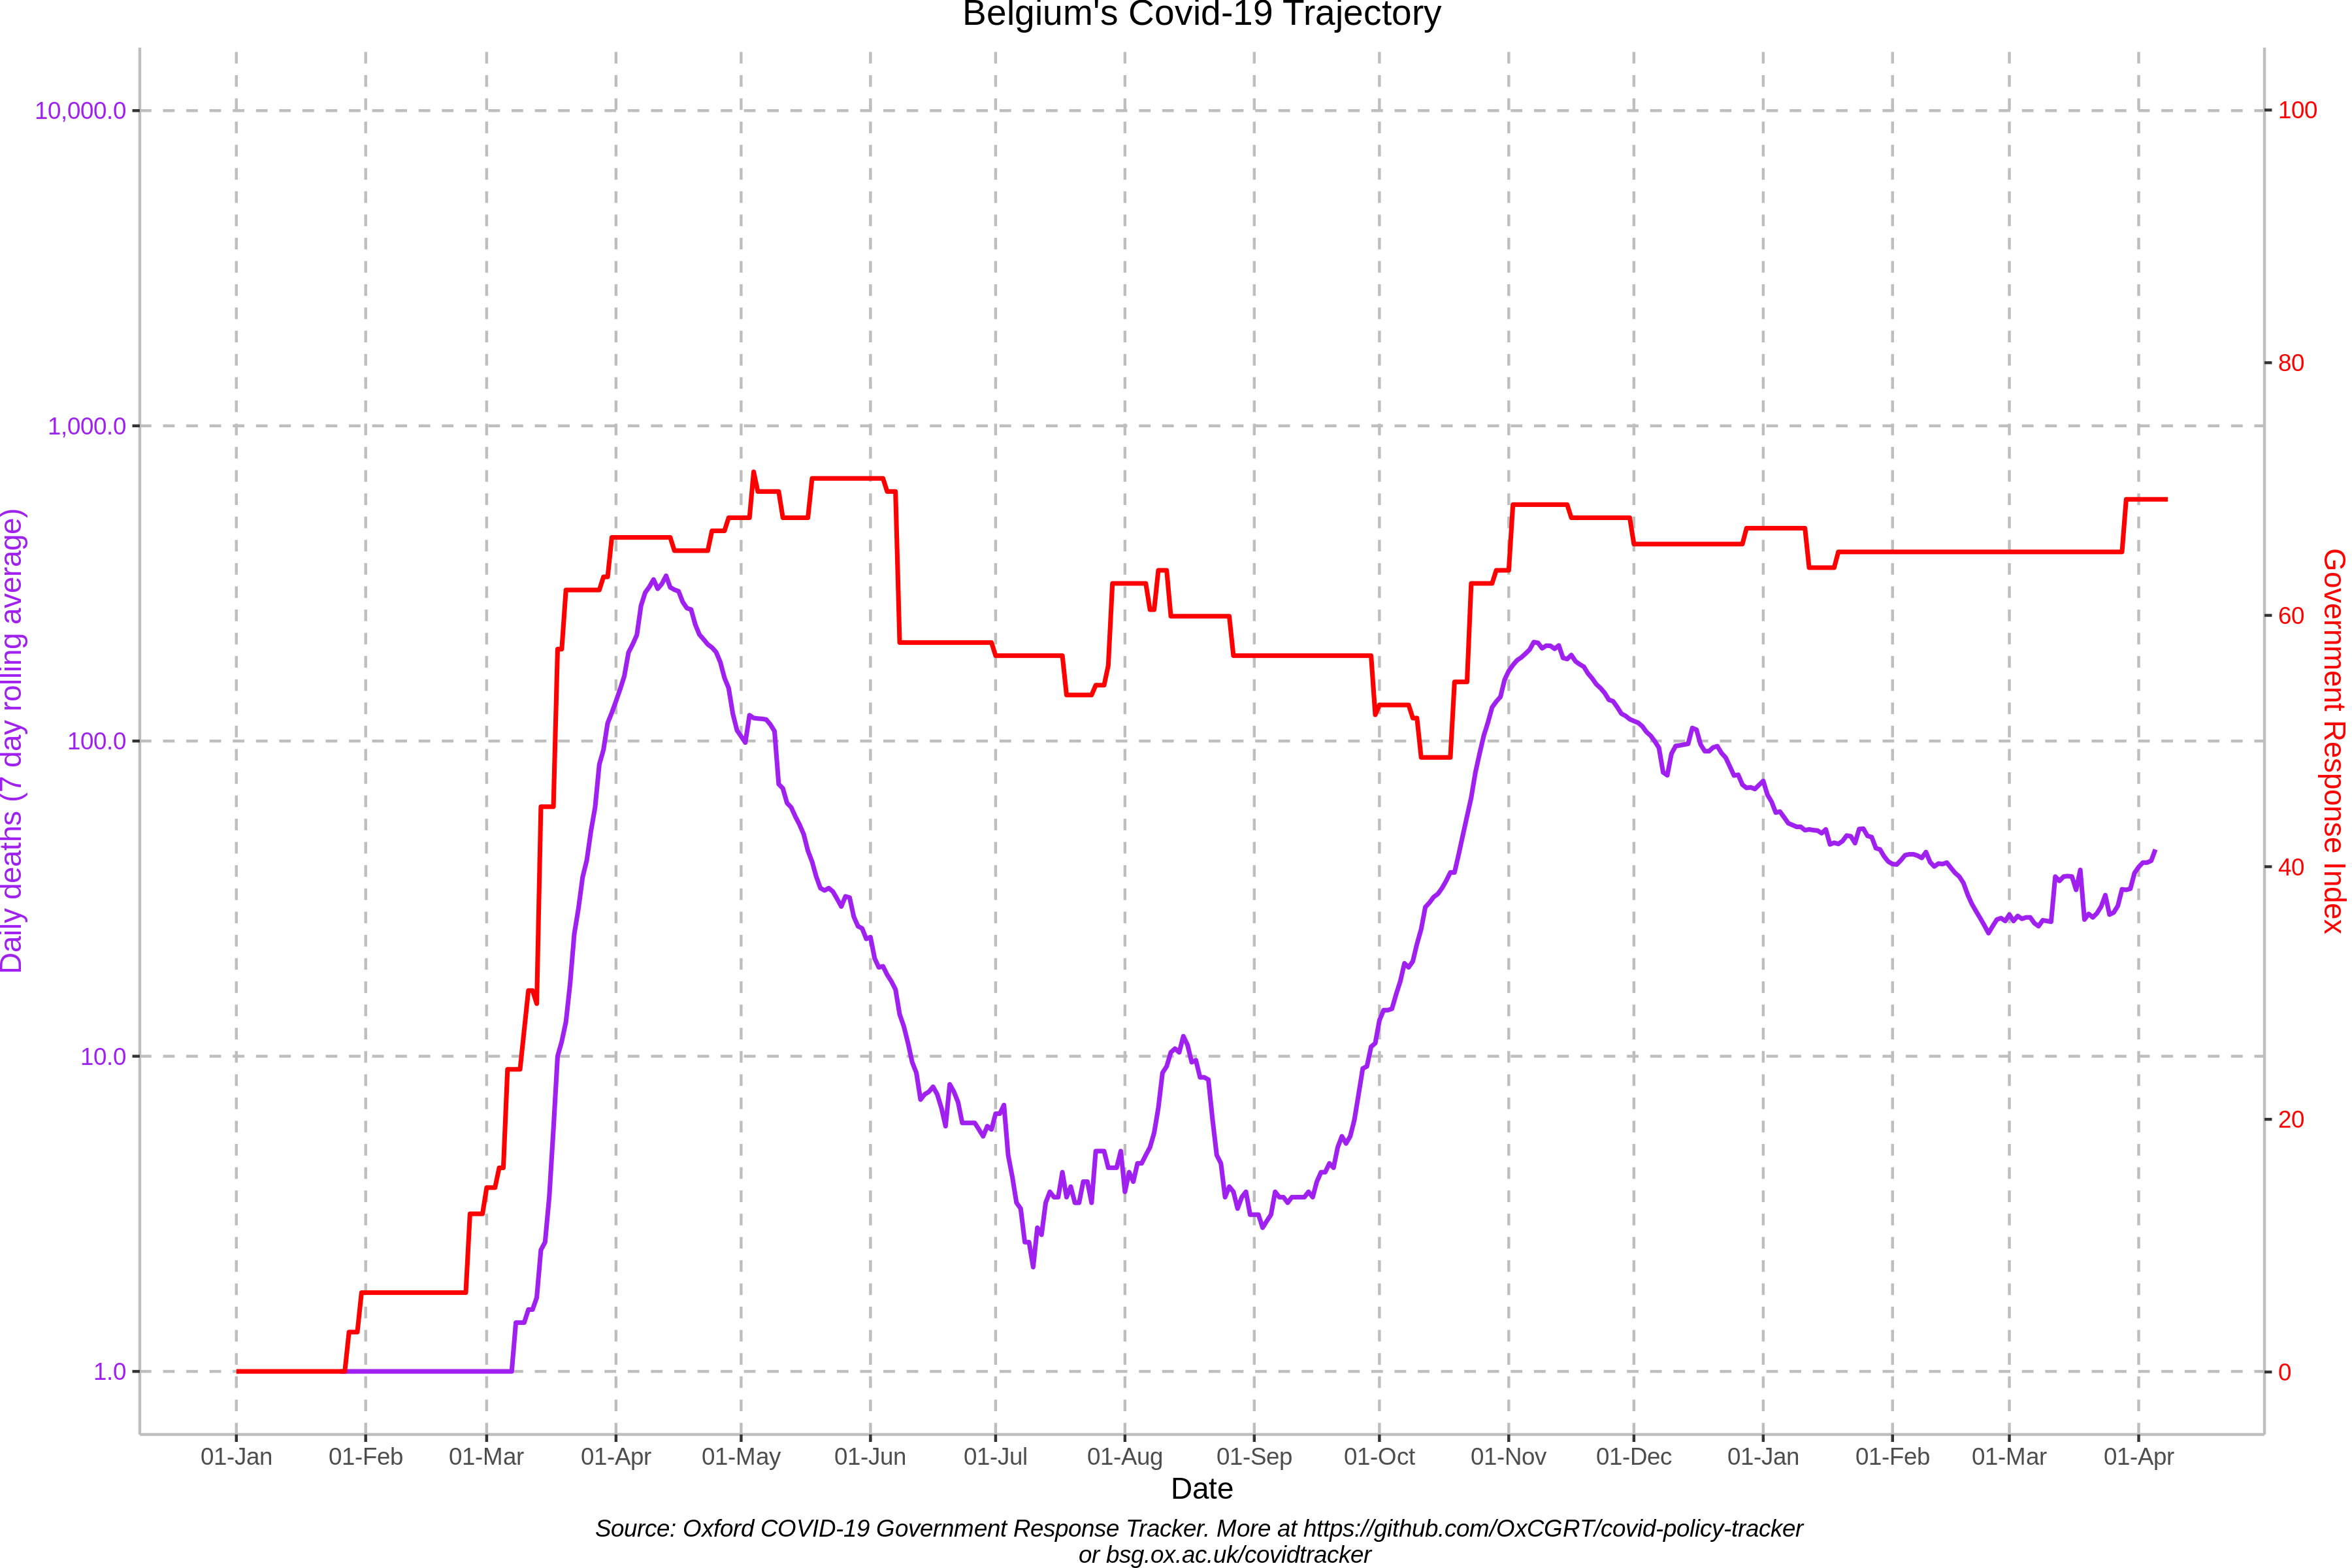 Belgium's Covid-19 Trajectory
Daily deaths (7 day rolling average)
10,000.0
1,000.0
100.0
10.0
1.0
100
80
60
40
20
0
Government Response Index
01-Jan 01-Feb 01-Mar 01-Apr 01-May 01-Jun 01-Jul 01-Aug 01-Sep 01-Oct 01-Nov 01-Dec 01-Jan 01-Feb 01-Mar 01-Apr
Date
Source: Oxford COVID-19 Government Response Tracker. More at https://github.com/OxCGRT/covid-policy-tracker
or bsg.ox.ac.uk/covidtracker